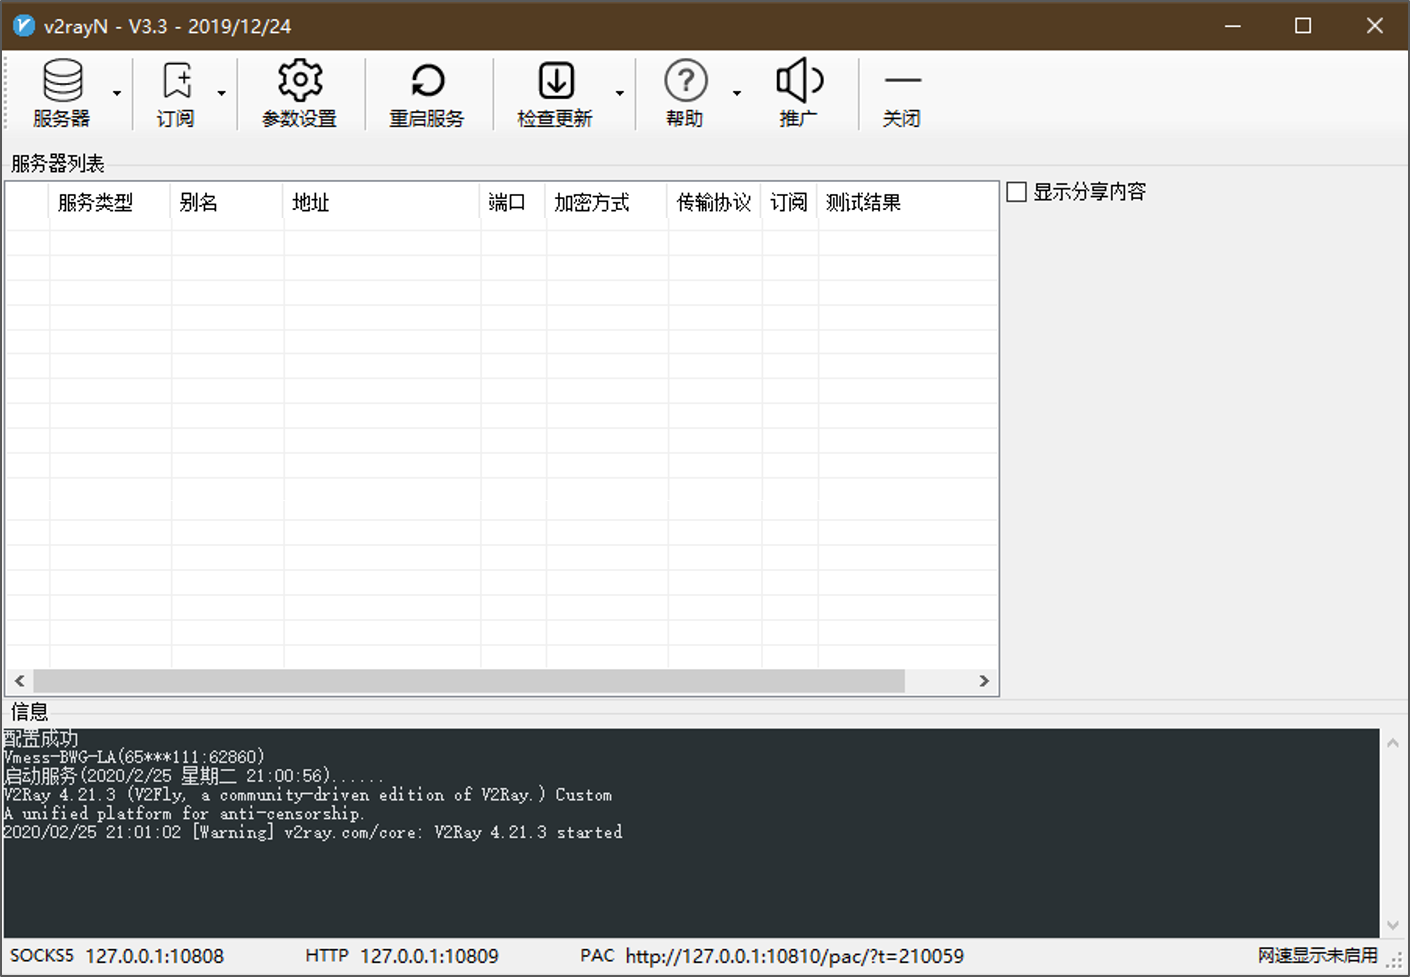 v2rayN - V3.3 - 2019/12/24
服务器 订阅 参数设置 重启服务 检查更新 帮助 推广 关闭
服务器列表
服务类型 别名 地址 端口 加密方式 传输协议 订阅 测试结果
显示分享内容
信息
配置成功
Vmess-BWG-LA(65***111:62860)
启动服务(2020/2/25 星期二 21:00:56)......
V2Ray 4.21.3 (V2Fly, a community-driven edition of V2Ray.) Custom
A unified platform for anti-censorship.
2020/02/25 21:01:02 [Warning] v2ray.com/core: V2Ray 4.21.3 started
SOCKS5 127.0.0.1:10808 HTTP 127.0.0.1:10809 PAC http://127.0.0.1:10810/pac/?t=210059 网速显示未启用